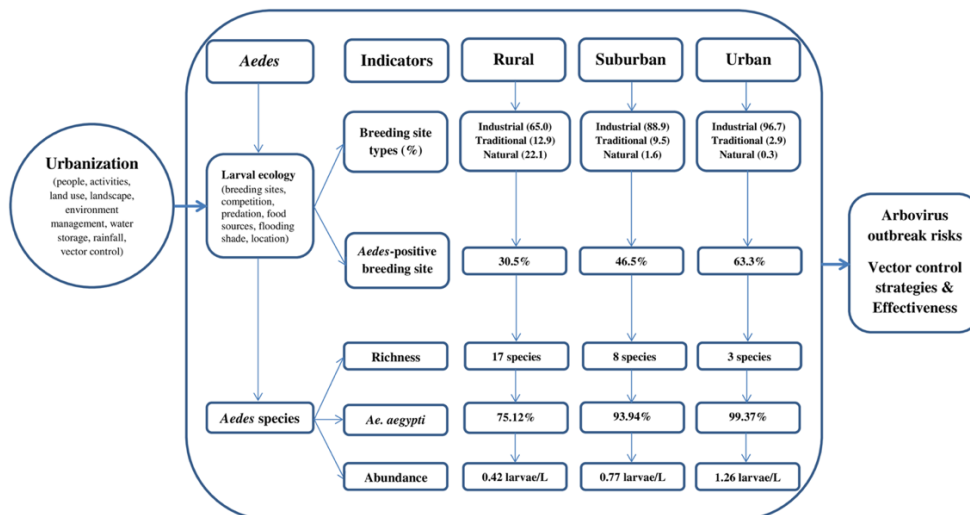 Aedes
Indicators
Rural
Suburban
Urban
Urbanization
(people, activities,
land use, landscape,
environment
management, water
storage, rainfall,
vector control)
Larval ecology
(breeding sites,
competition,
predation, food
sources, flooding
shade, location)
Breeding site
types (%)
Industrial (65.0)
Traditional (12.9)
Natural (22.1)
Industrial (88.9)
Traditional (9.5)
Natural (1.6)
Industrial (96.7)
Traditional (2.9)
Natural (0.3)
Aedes-positive
breeding site
30.5%
46.5%
63.3%
Aedes species
Richness
17 species
8 species
3 species
Ae. aegypti
75.12%
93.94%
99.37%
Abundance
0.42 larvae/L
0.77 larvae/L
1.26 larvae/L
Arbovirus
outbreak risks
Vector control
strategies &
Effectiveness